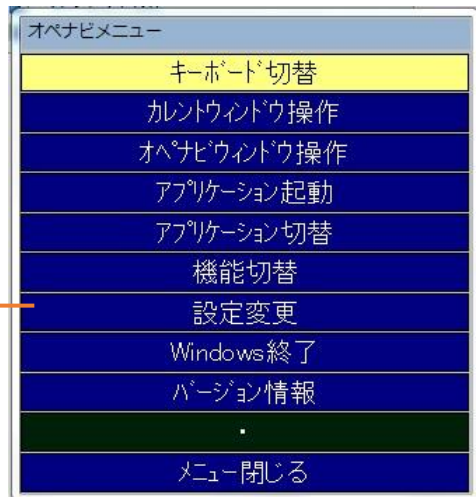 オペナビメニュー
キーボード切替
カレントウィンドウ操作
オペナビウィンドウ操作
アプリケーション起動
アプリケーション切替
機能切替
設定変更
Windows終了
バージョン情報
・
メニュー閉じる